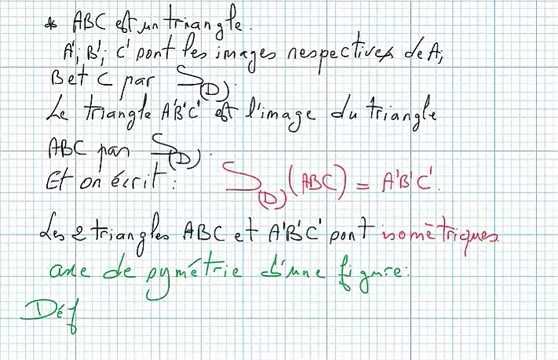 * ABC est un triangle.
A'; B'; C' sont les images respectives de A;
B et C par S(D).
Le triangle A'B'C' est l'image du triangle
ABC par S(D).
Et on écrit : S(D)(ABC) = A'B'C'.
Les 2 triangles ABC et A'B'C' sont isométriques.
axe de symétrie d'une figure:
Déf